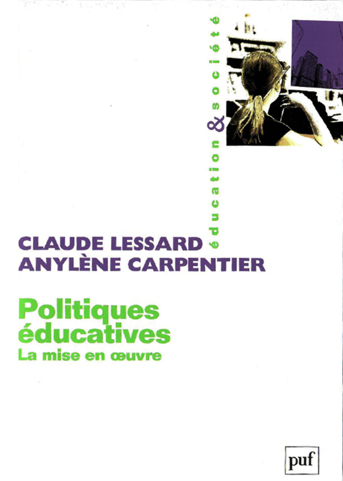 éducation & société
CLAUDE LESSARD
ANYLÈNE CARPENTIER
Politiques
éducatives
La mise en œuvre
puf